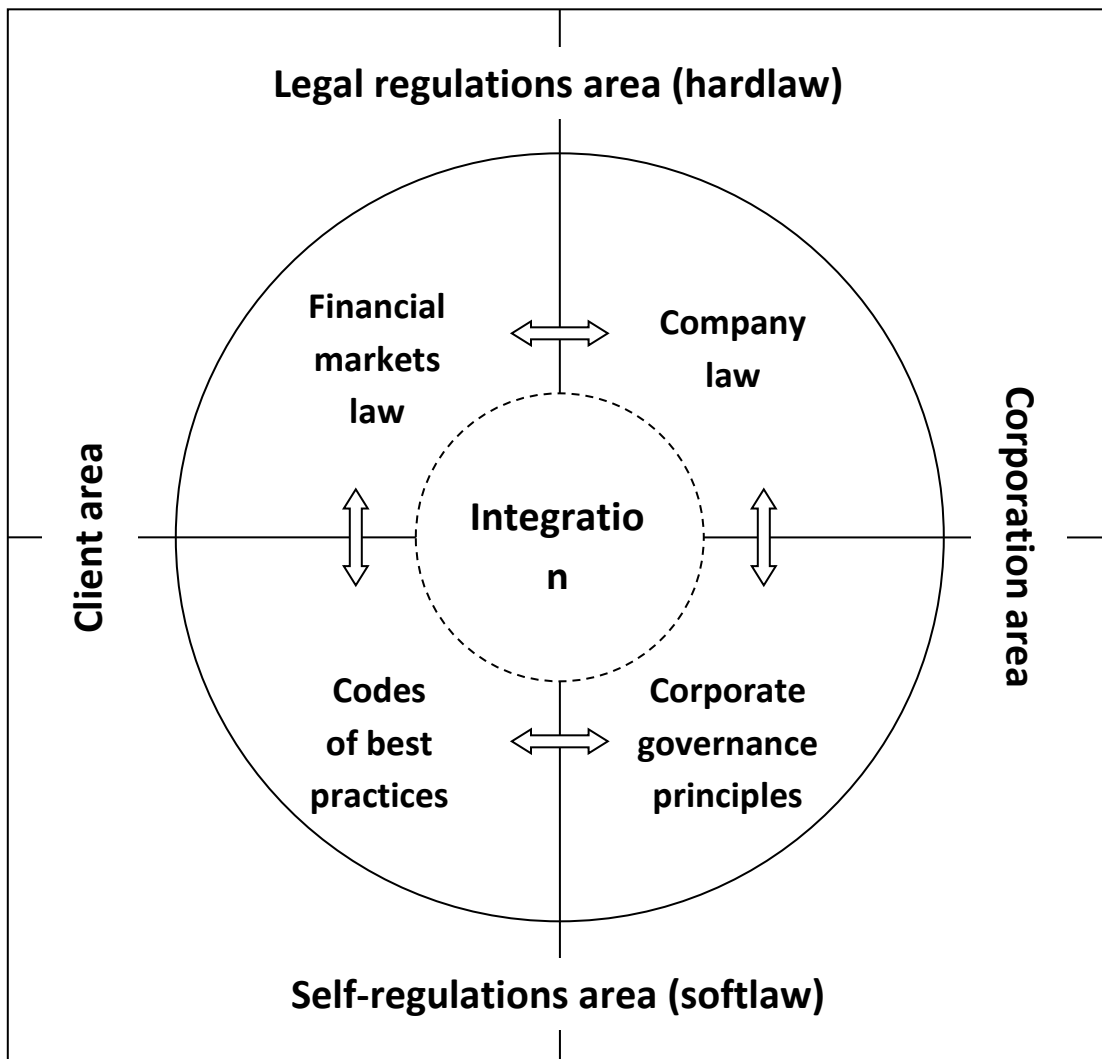 Legal regulations area (hardlaw)
Financial
markets
law
Company
law
Client area
Integratio
n
Corporation area
Codes
of best
practices
Corporate
governance
principles
Self-regulations area (softlaw)